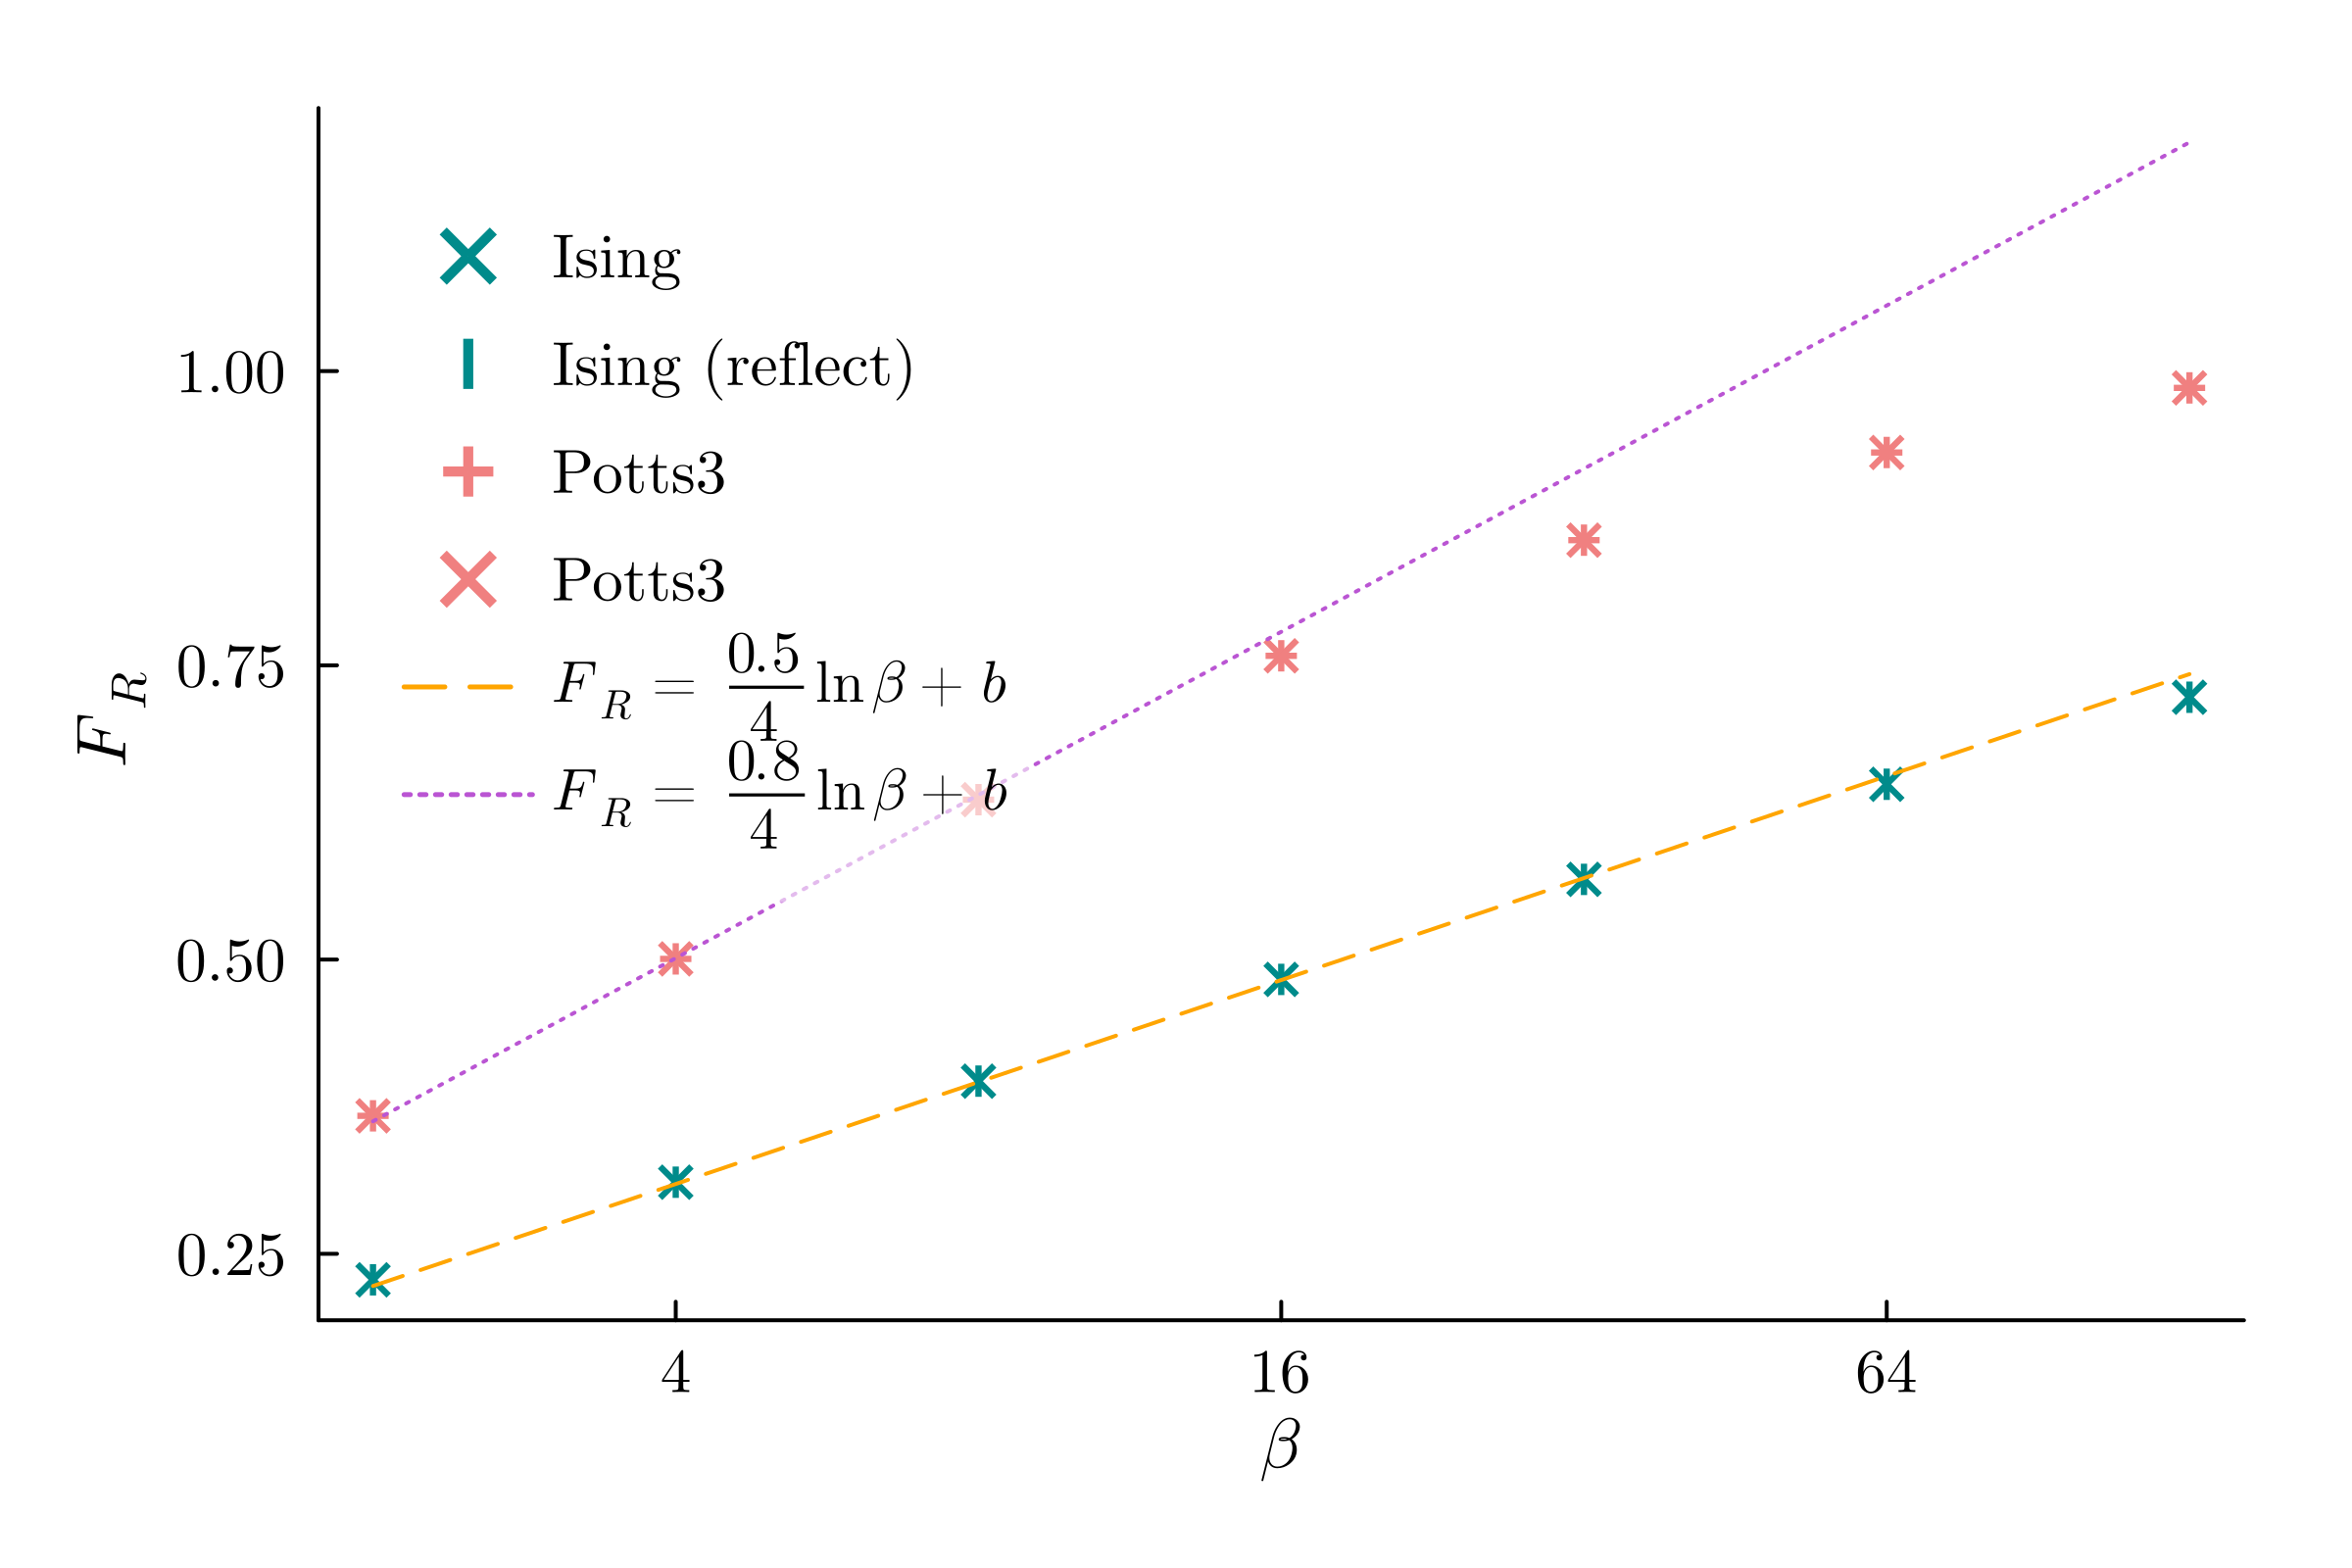 Ising
Ising (reflect)
Potts3
Potts3
F_R = 0.5/4 ln β + b
F_R = 0.8/4 ln β + b
1.00
0.75
0.50
0.25
F_R
4 16 64
β